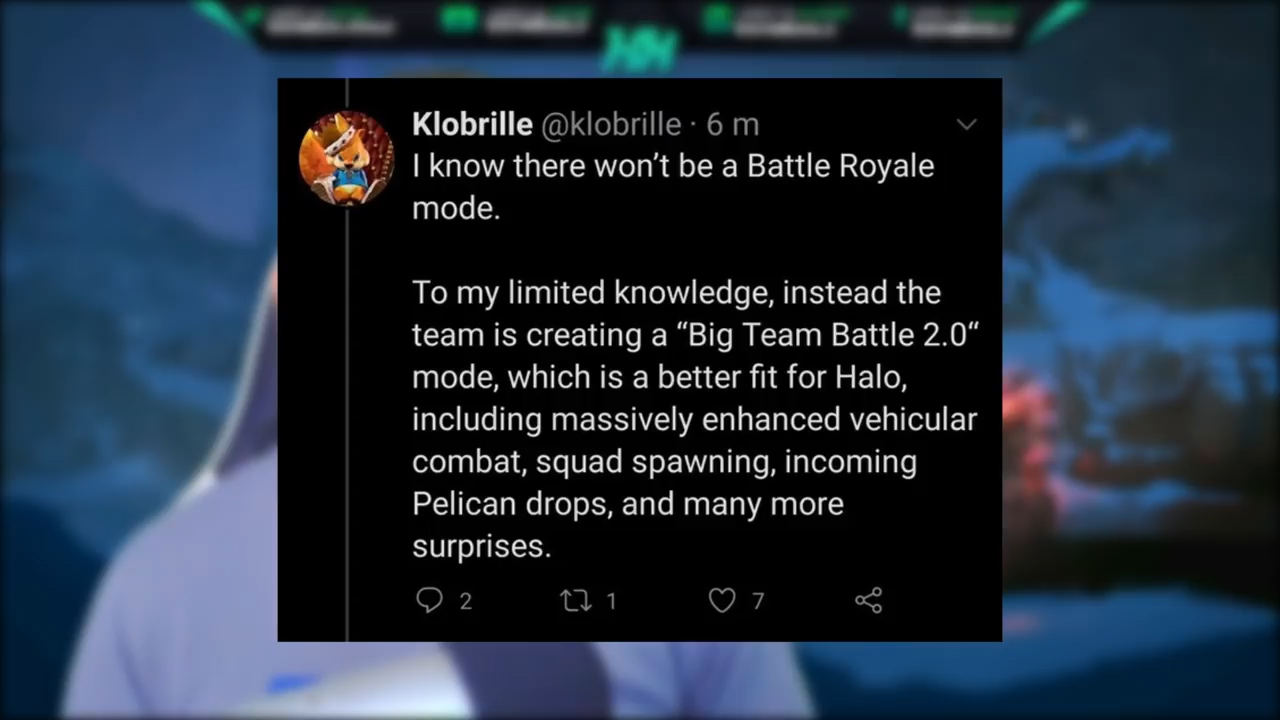 HH
Klobrille @klobrille · 6 m
I know there won’t be a Battle Royale
mode.
To my limited knowledge, instead the
team is creating a “Big Team Battle 2.0“
mode, which is a better fit for Halo,
including massively enhanced vehicular
combat, squad spawning, incoming
Pelican drops, and many more
surprises.
2 1 7